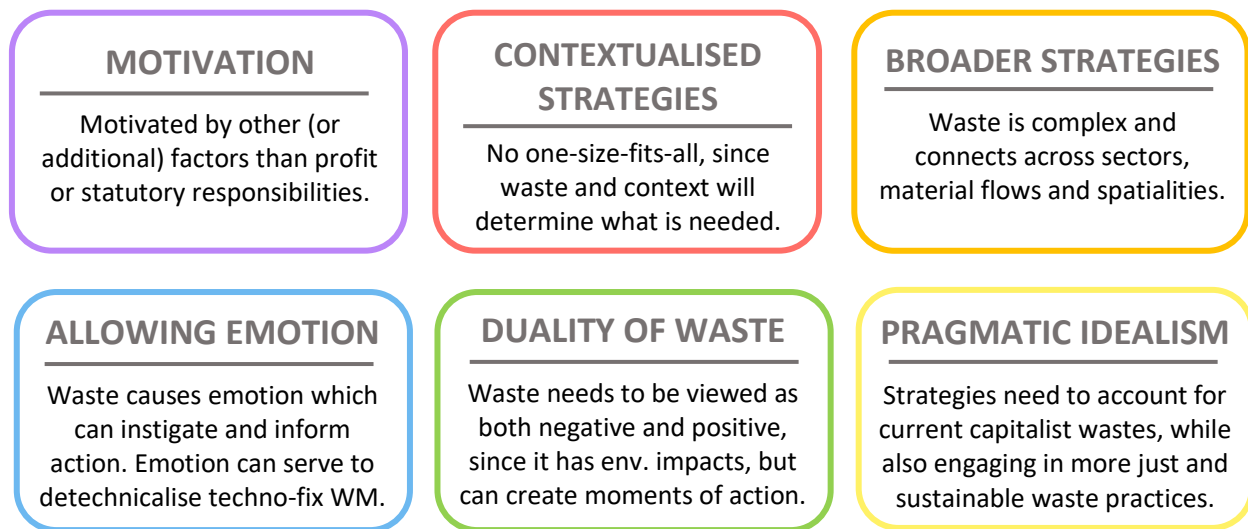 MOTIVATION
Motivated by other (or
additional) factors than profit
or statutory responsibilities.
CONTEXTUALISED
STRATEGIES
No one-size-fits-all, since
waste and context will
determine what is needed.
BROADER STRATEGIES
Waste is complex and
connects across sectors,
material flows and spatialities.
ALLOWING EMOTION
Waste causes emotion which
can instigate and inform
action. Emotion can serve to
detechnicalise techno-fix WM.
DUALITY OF WASTE
Waste needs to be viewed as
both negative and positive,
since it has env. impacts, but
can create moments of action.
PRAGMATIC IDEALISM
Strategies need to account for
current capitalist wastes, while
also engaging in more just and
sustainable waste practices.